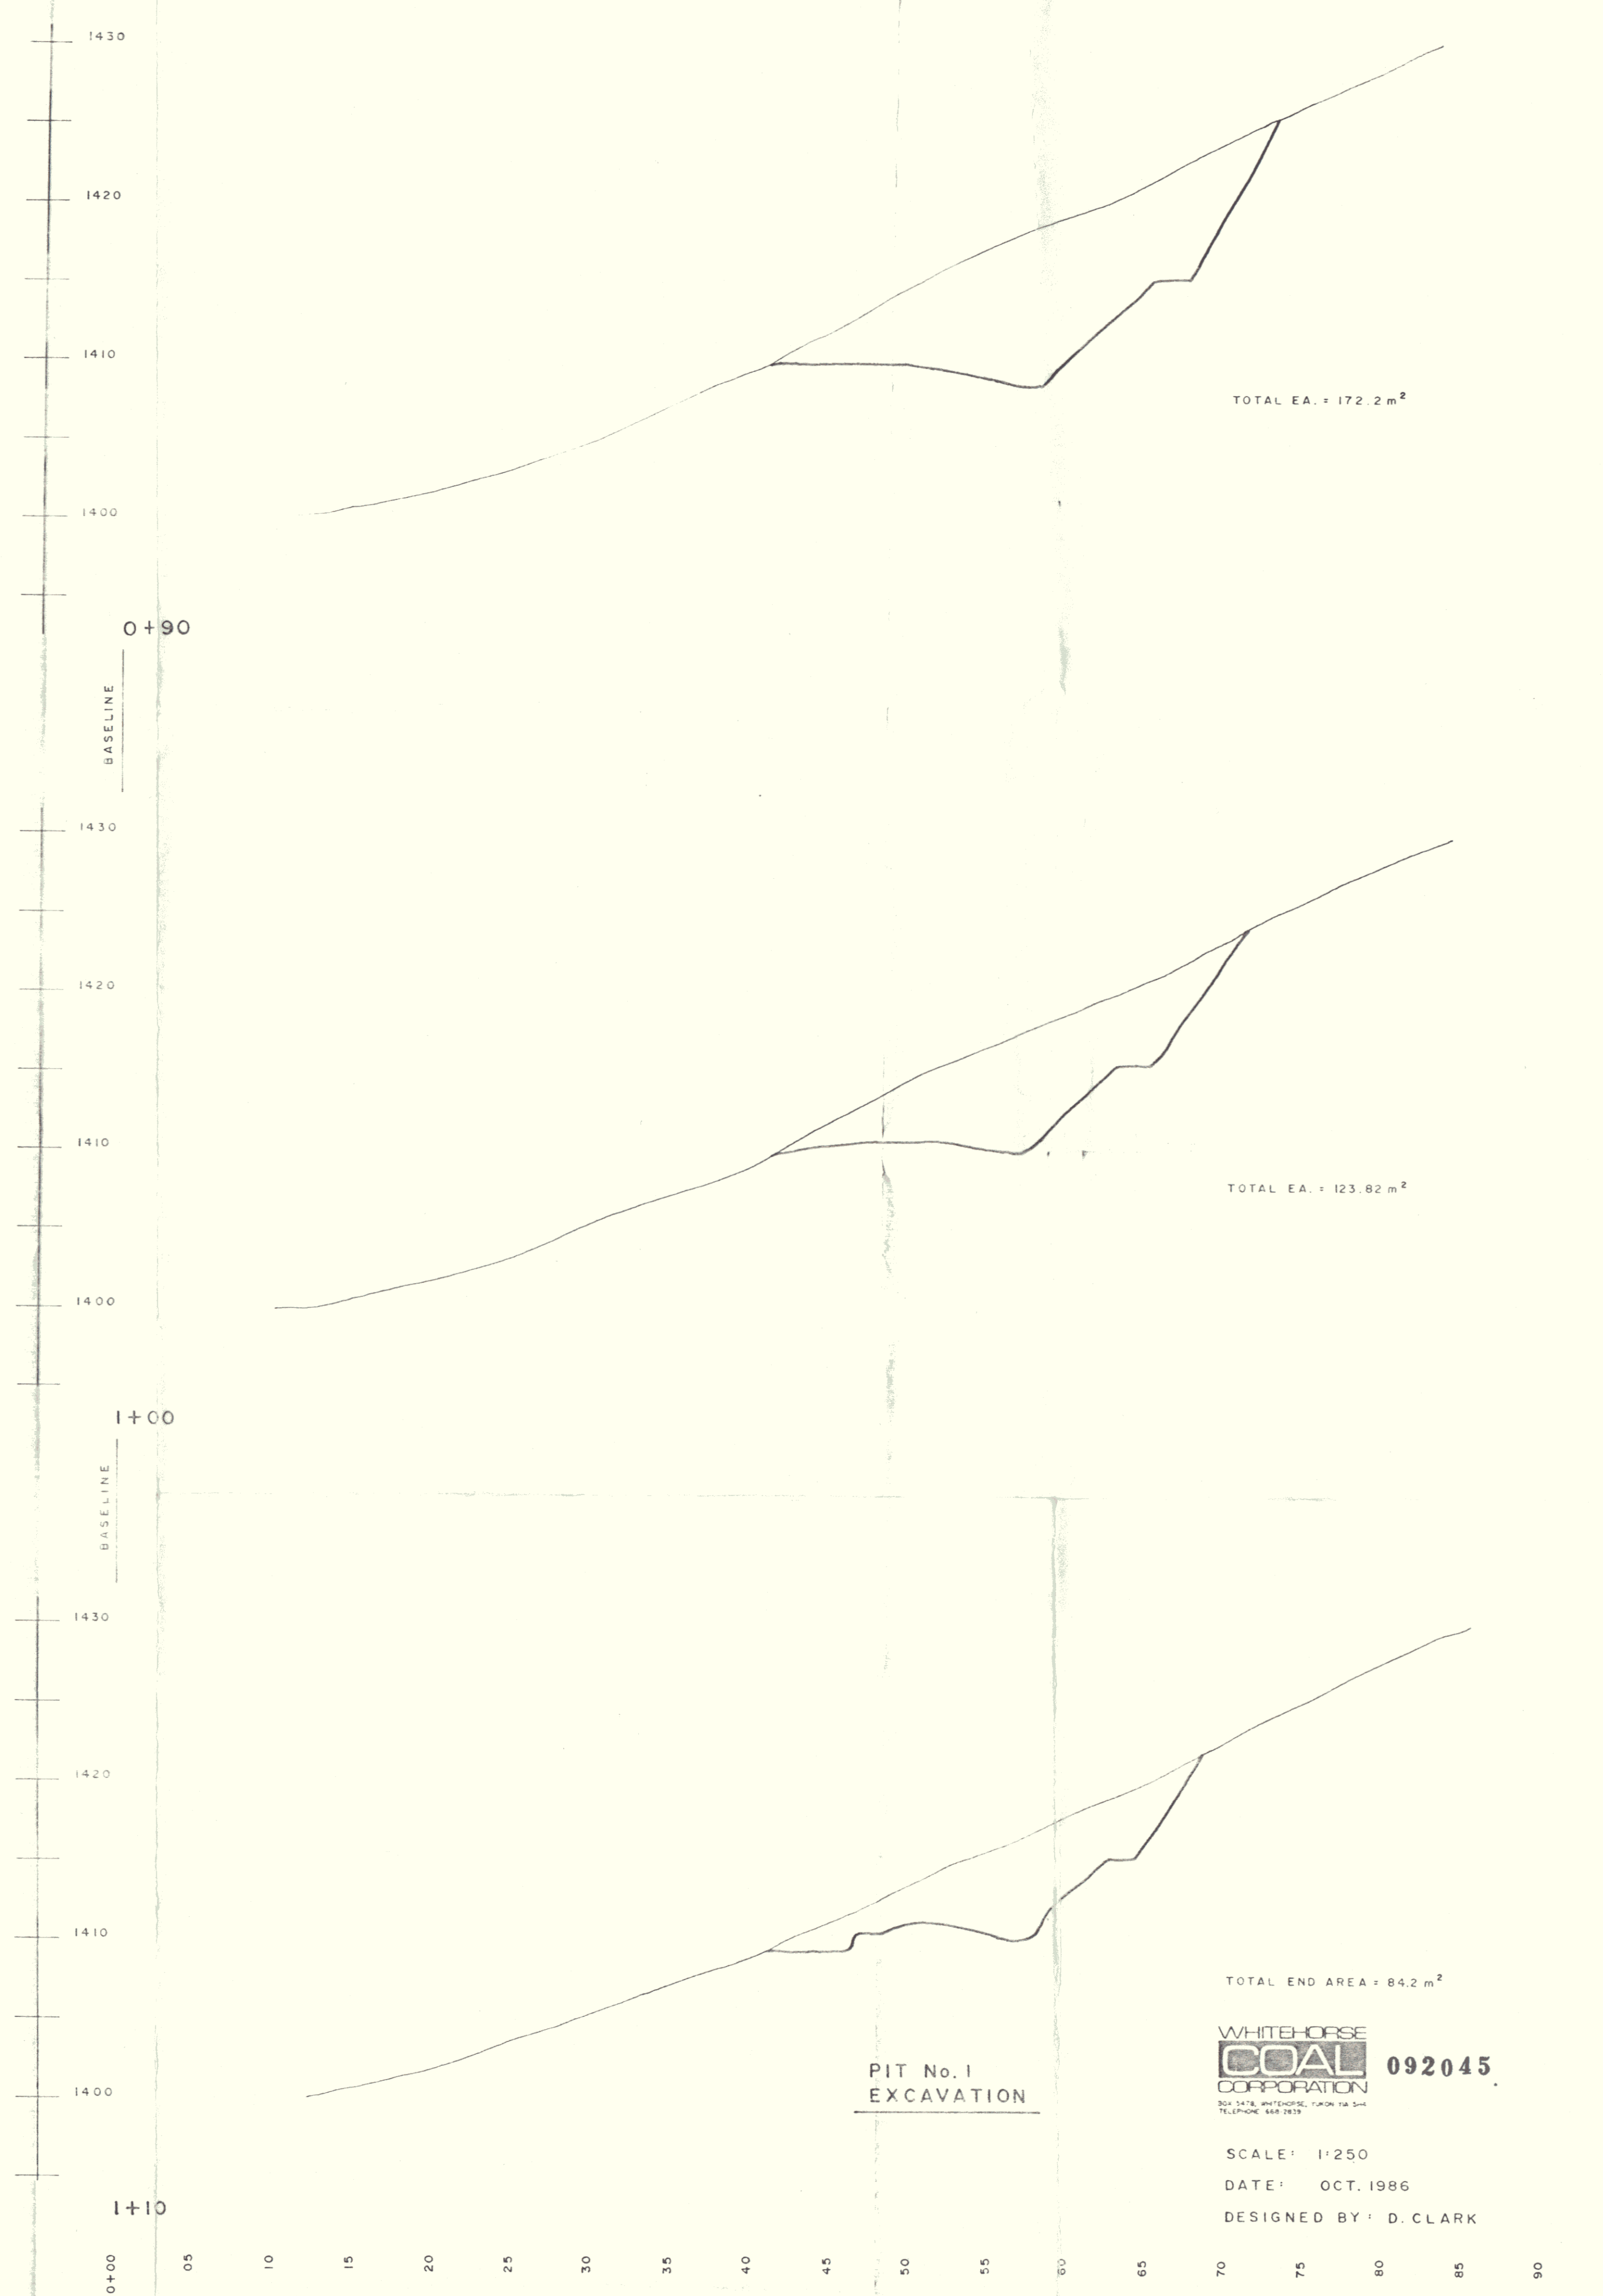 1430
1420
1410
TOTAL EA. = 172.2 m²
1400
0+90
BASELINE
1430
1420
1410
TOTAL EA. = 123.82 m²
1400
1+00
BASELINE
1430
1420
1410
TOTAL END AREA = 84.2 m²
WHITEHORSE
COAL
CORPORATION
092045
TELEPHONE 668-2839
PIT No. 1
EXCAVATION
1400
SCALE: 1:250
DATE: OCT. 1986
DESIGNED BY: D. CLARK
1+10
0+00 05 10 15 20 25 30 35 40 45 50 55 60 65 70 75 80 85 90